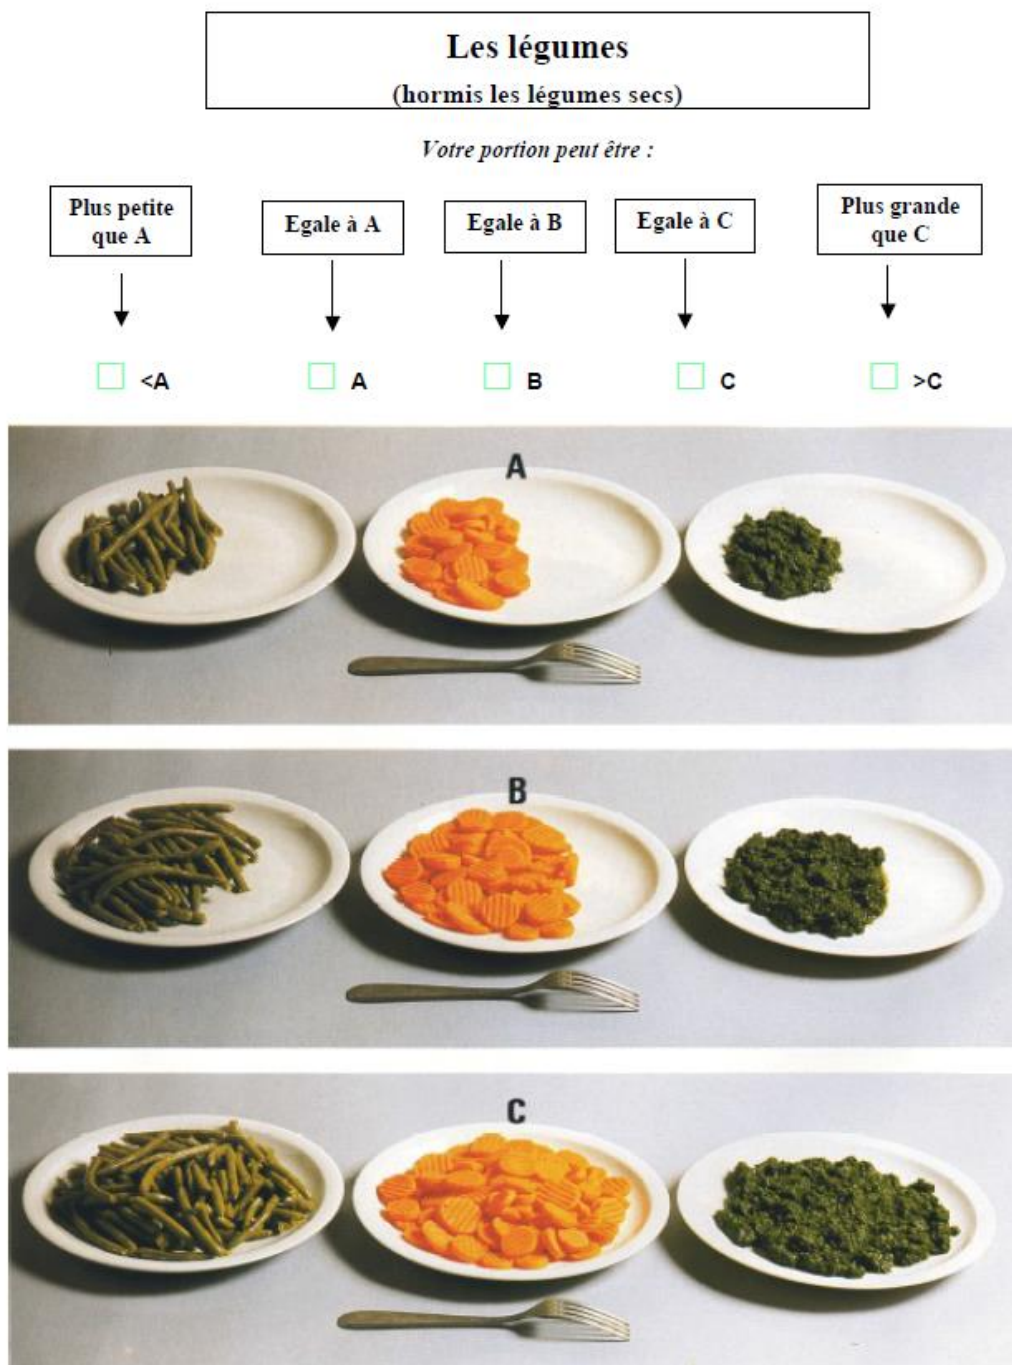 Les légumes
(hormis les légumes secs)
Votre portion peut être :
Plus petite
que A
Egale à A
Egale à B
Egale à C
Plus grande
que C
<A
A
B
C
>C
A
B
C